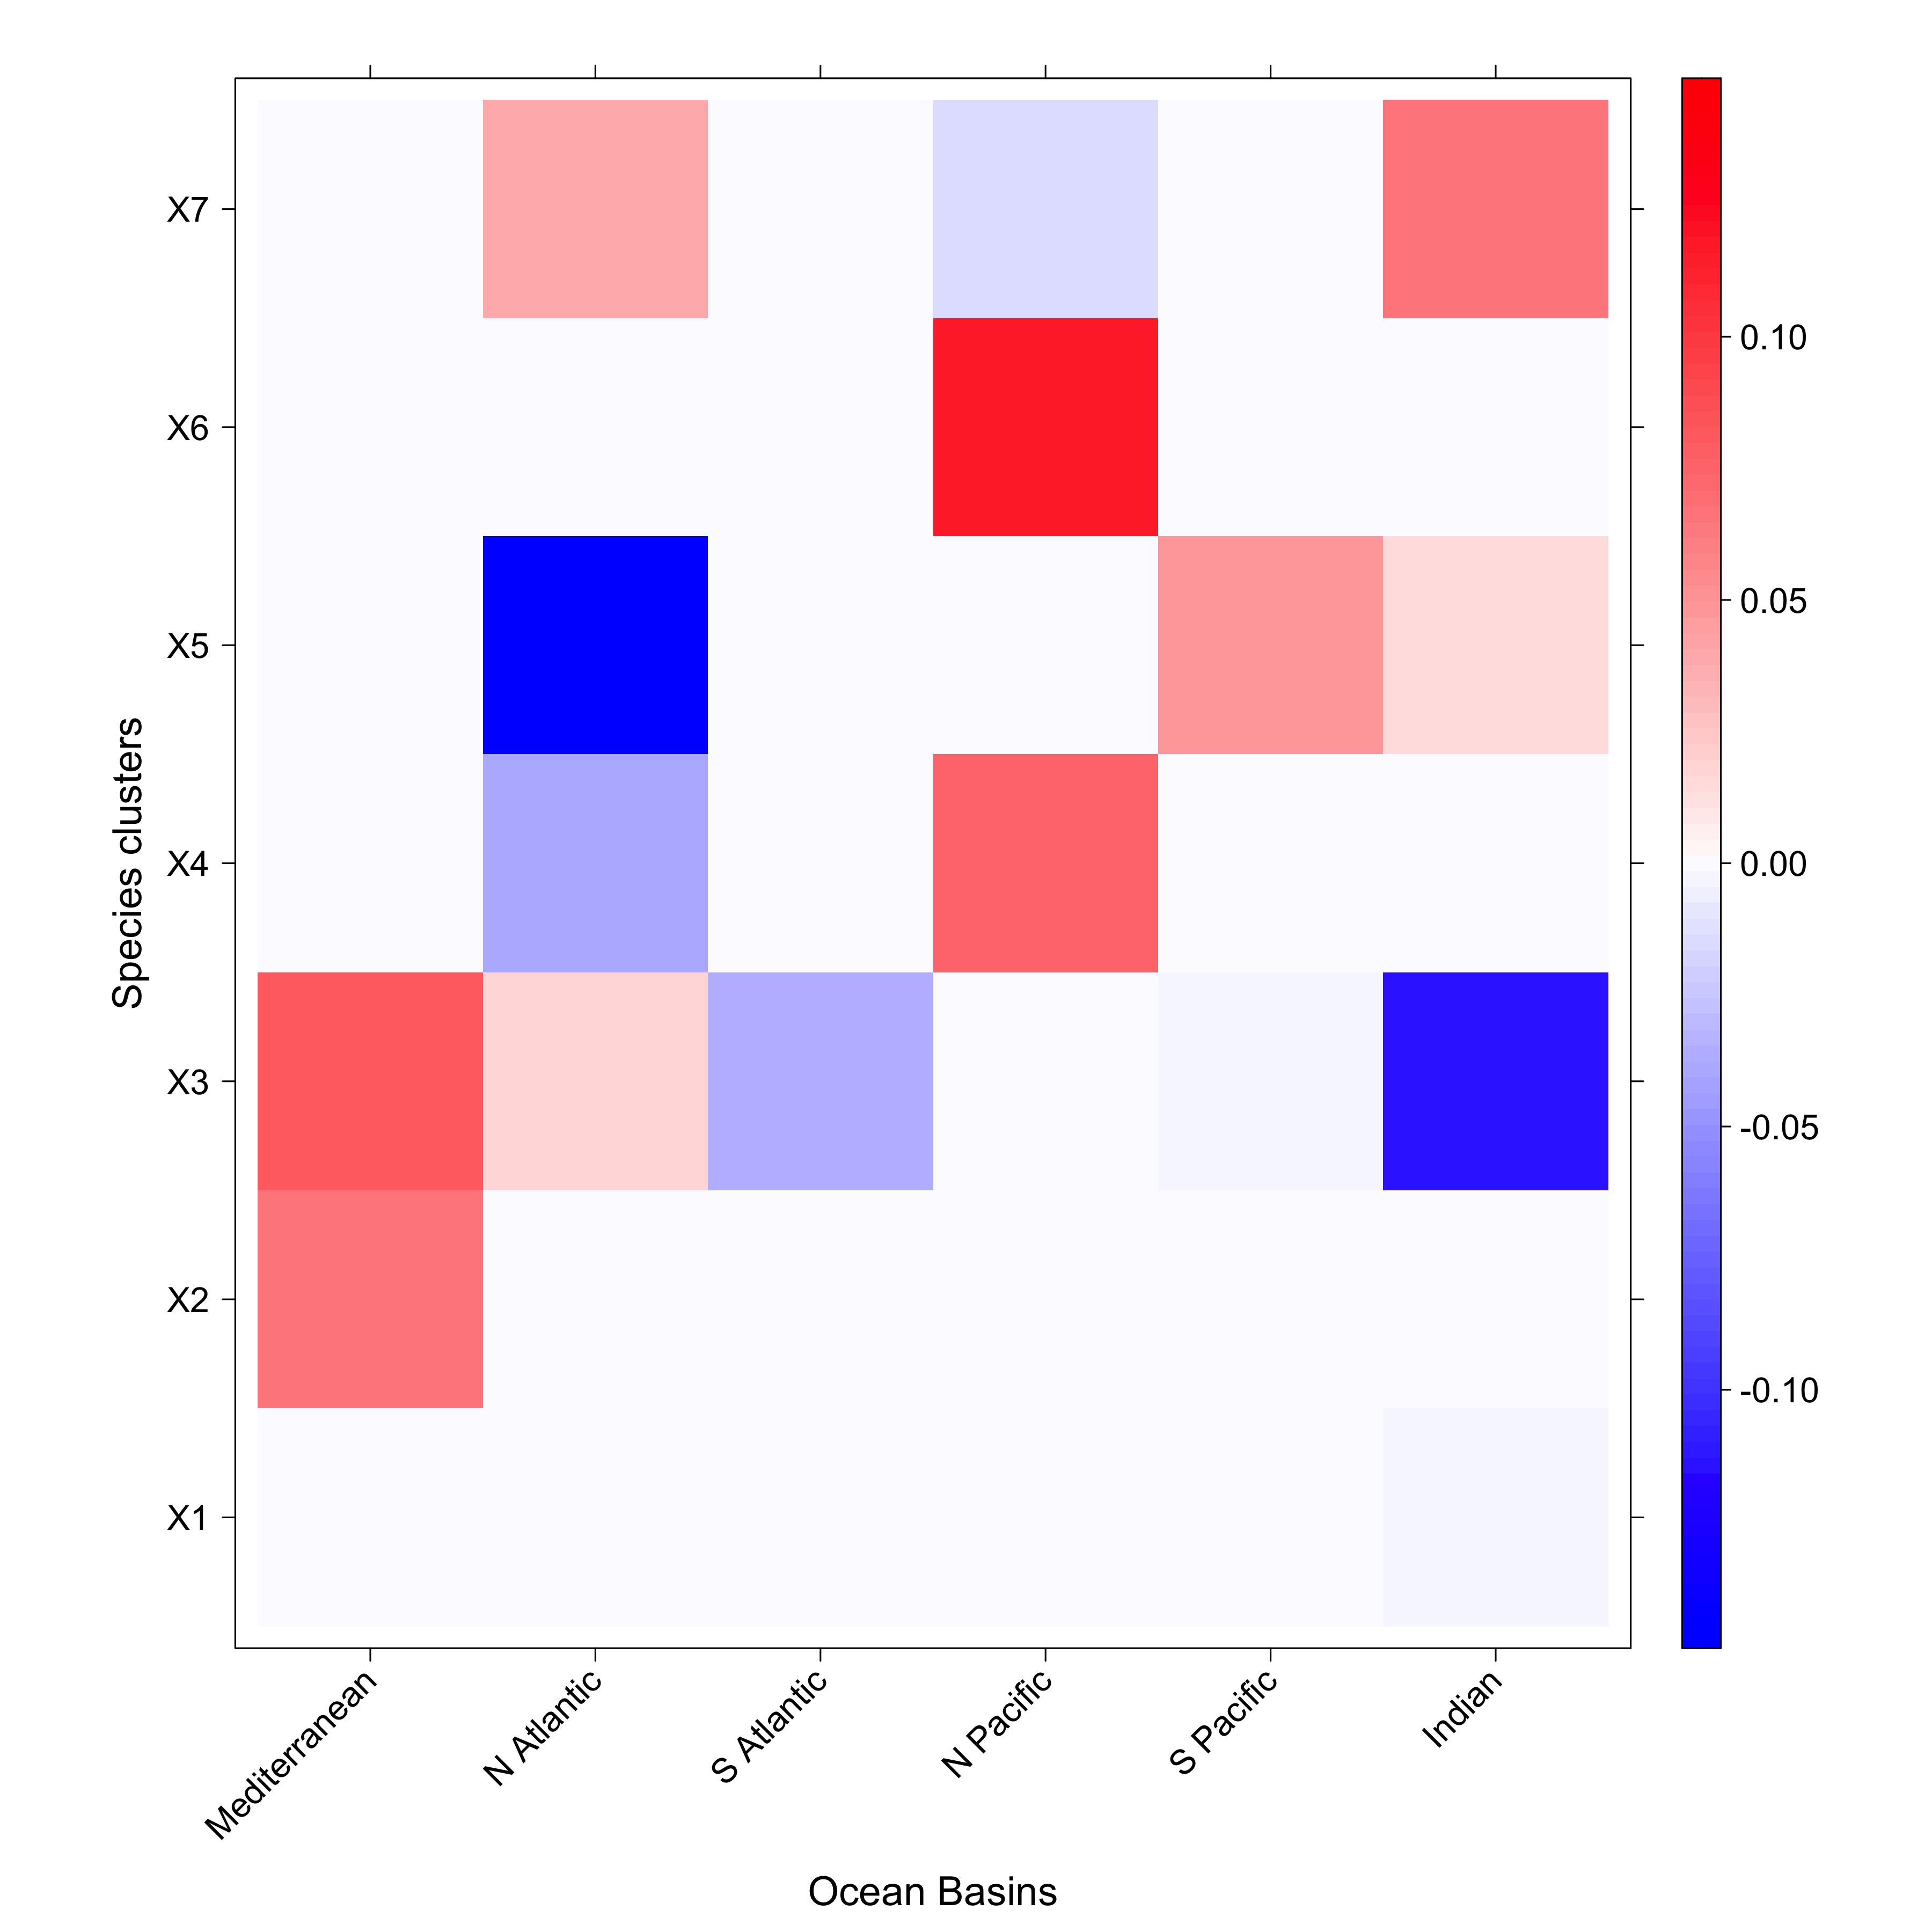 X7
X6
X5
X4
X3
X2
X1
Species clusters
Mediterranean
N Atlantic
S Atlantic
N Pacific
S Pacific
Indian
Ocean Basins
0.10
0.05
0.00
-0.05
-0.10